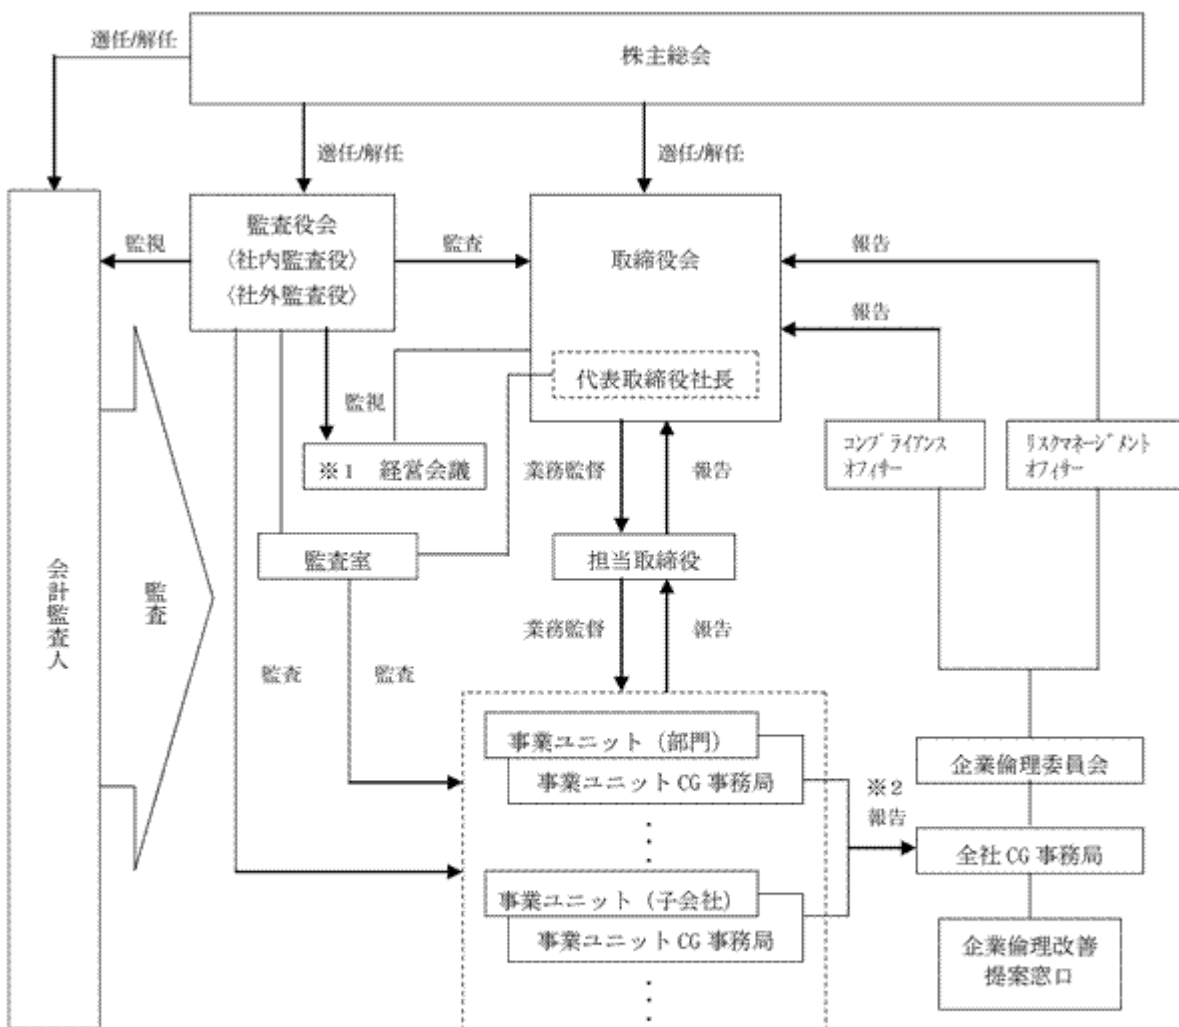 選任/解任
株主総会
選任/解任
選任/解任
監査役会
〈社内監査役〉
〈社外監査役〉
監視
監査
取締役会
報告
報告
代表取締役社長
監視
※1 経営会議
業務監督
報告
コンプライアンス
オフィサー
リスクマネージメント
オフィサー
監査室
担当取締役
会計監査人
監査
業務監督
報告
監査
監査
事業ユニット（部門）
事業ユニット CG 事務局
※2
報告
企業倫理委員会
全社 CG 事務局
事業ユニット（子会社）
事業ユニット CG 事務局
企業倫理改善
提案窓口